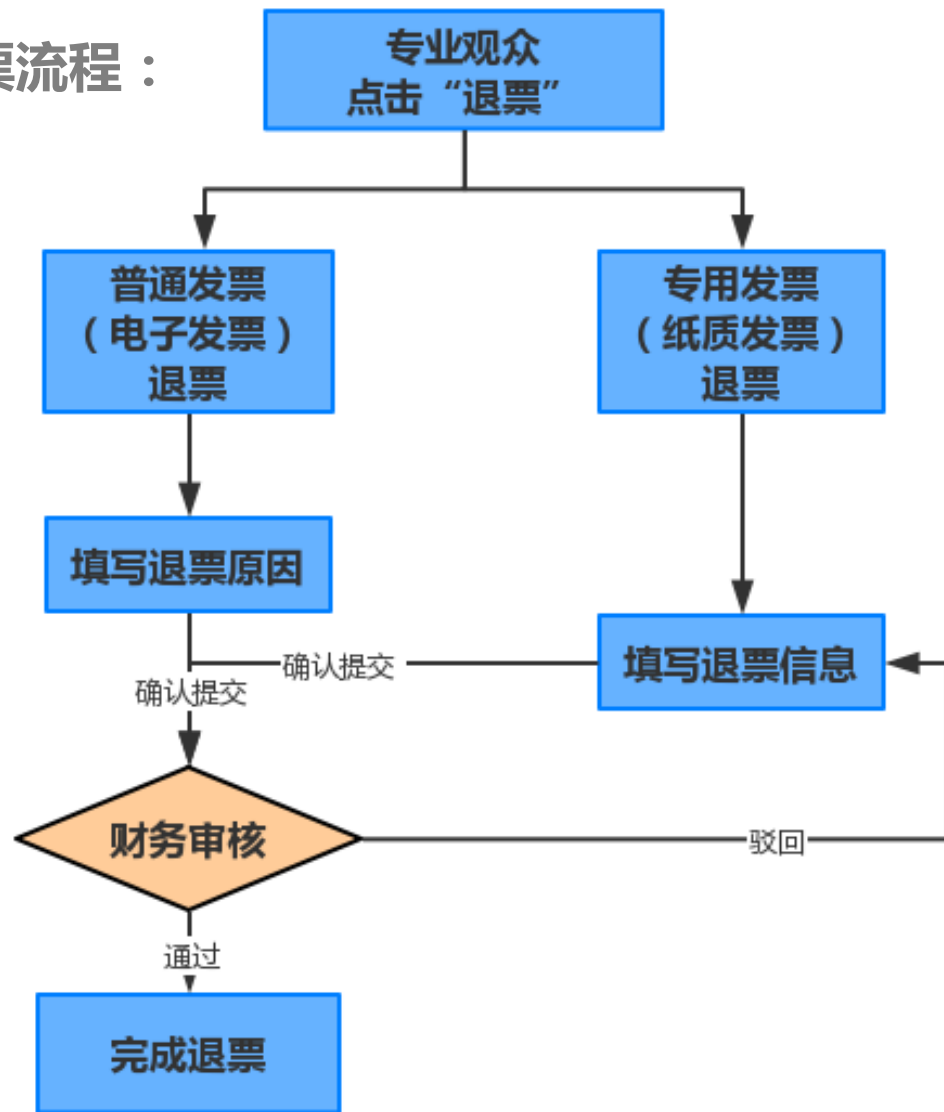 票流程：
专业观众
点击“退票”
普通发票
（电子发票）
退票
专用发票
（纸质发票）
退票
填写退票原因
填写退票信息
确认提交
确认提交
财务审核
驳回
通过
完成退票